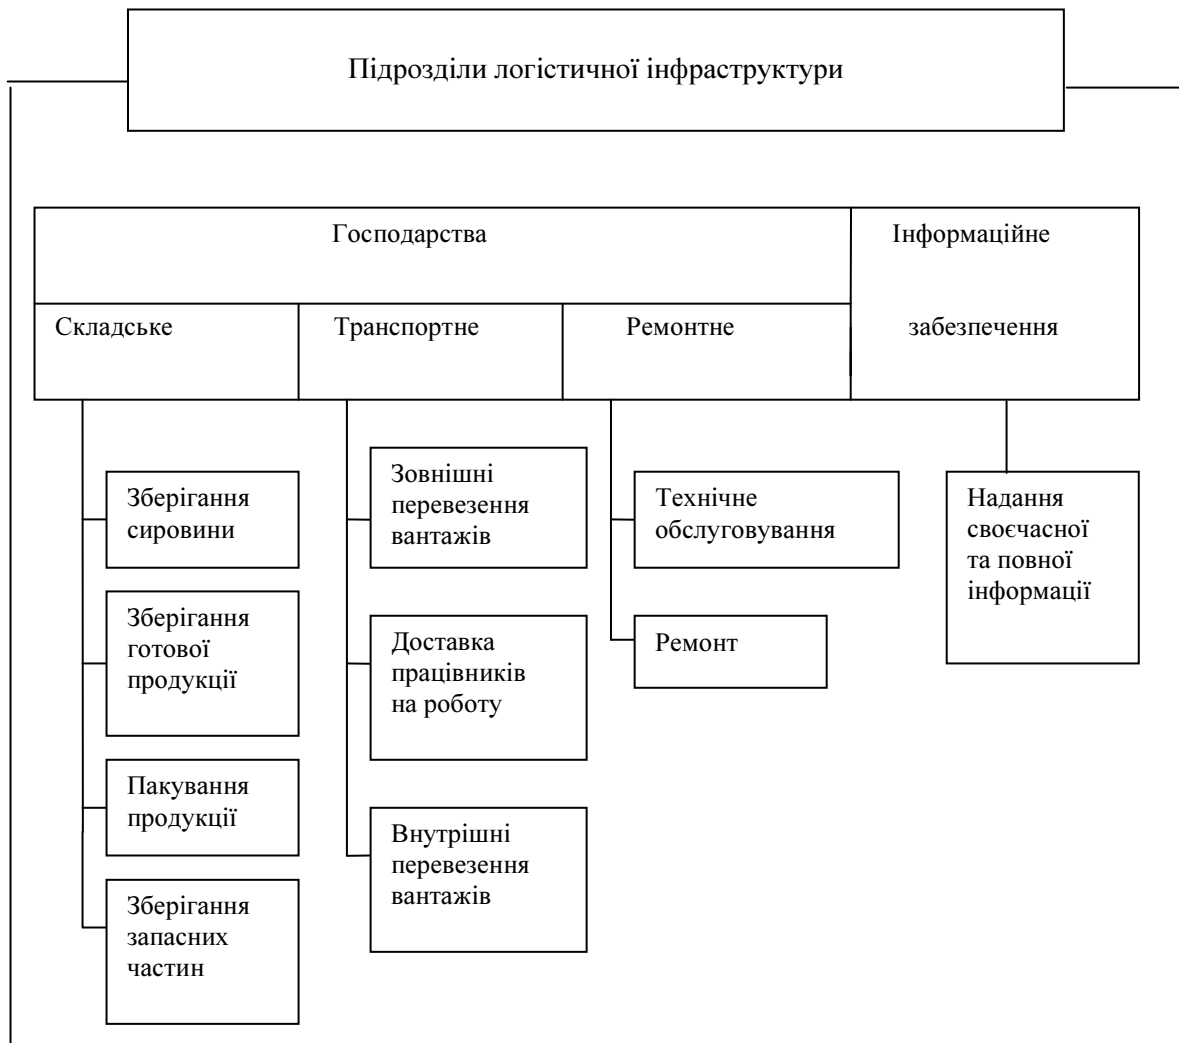 Підрозділи логістичної інфраструктури
Господарства
Інформаційне
забезпечення
Складське
Транспортне
Ремонтне
Зберігання
сировини
Зберігання
готової
продукції
Пакування
продукції
Зберігання
запасних
частин
Зовнішні
перевезення
вантажів
Доставка
працівників
на роботу
Внутрішні
перевезення
вантажів
Технічне
обслуговування
Ремонт
Надання
своєчасної
та повної
інформації